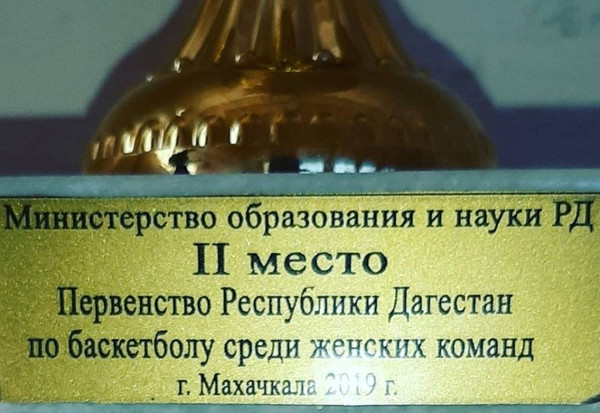 Министерство образования и науки РД
II место
Первенство Республики Дагестан
по баскетболу среди женских команд
г. Махачкала 2019 г.